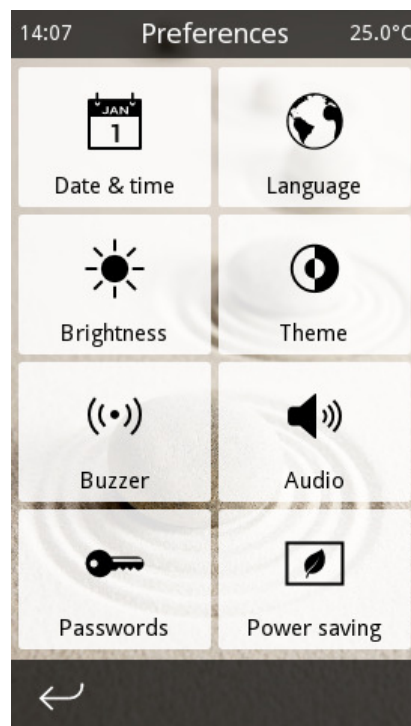 14:07 Preferences 25.0°C
JAN
1
Date & time Language
Brightness Theme
Buzzer Audio
Passwords Power saving